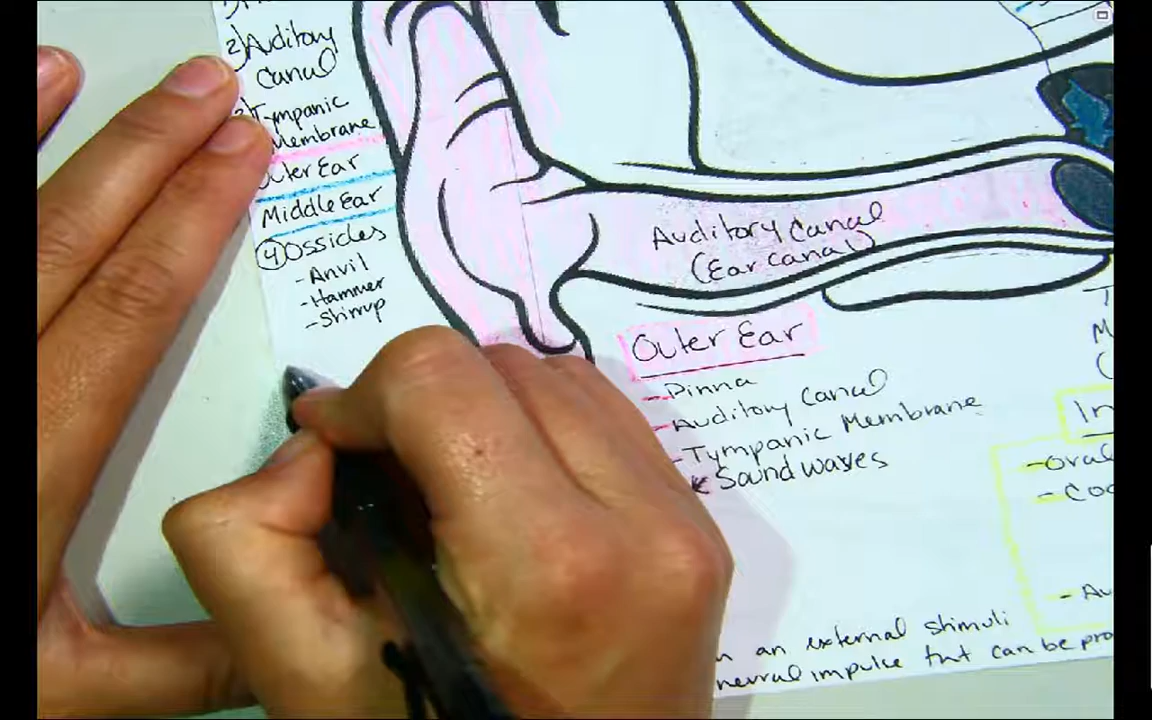 2) Auditory
Canal
Tympanic
Membrane
Outer Ear
Middle Ear
4) Ossicles
- Anvil
- Hammer
- Stirrup
Auditory Canal
(Ear Canal)
Outer Ear
- Pinna
- Auditory Canal
- Tympanic Membrane
Sound waves
an external stimuli
neural impulse that can be